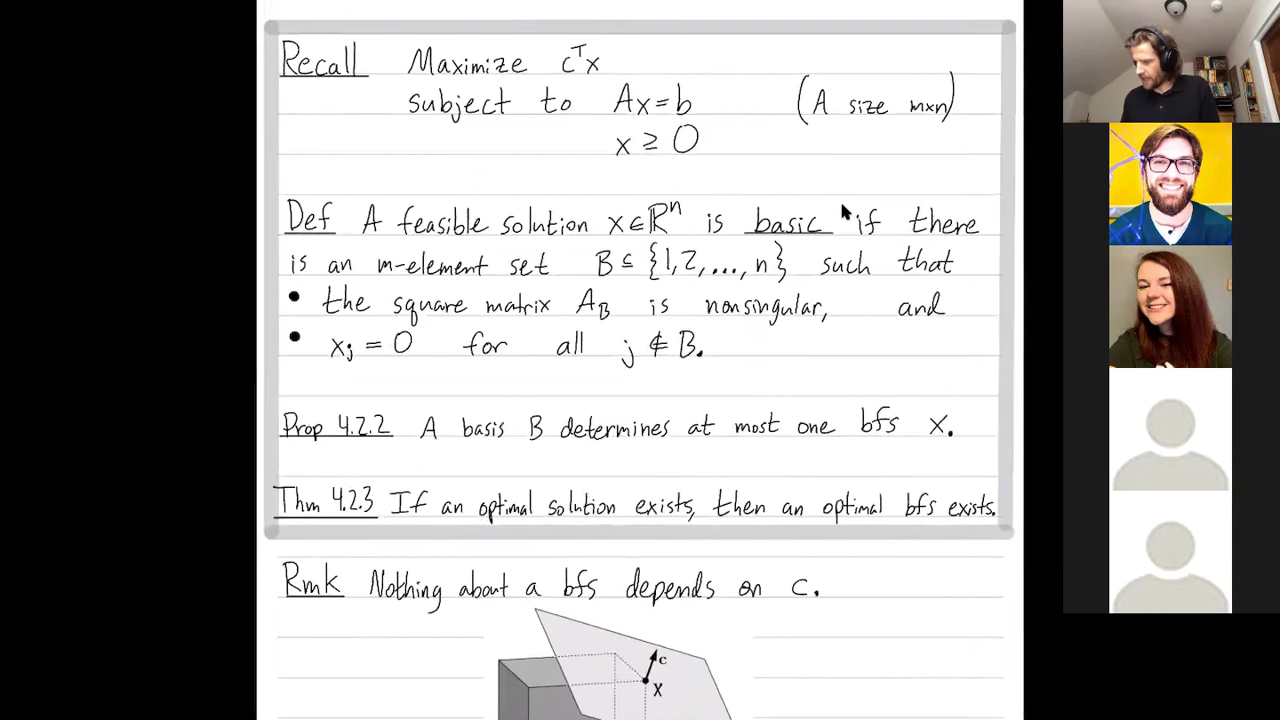 Recall Maximize cᵀx
subject to Ax = b (A size m×n)
x ≥ 0
Def A feasible solution x ∈ ℝⁿ is basic if there
is an m-element set B ⊆ {1, 2, ..., n} such that
• the square matrix A_B is nonsingular, and
• x_j = 0 for all j ∉ B.
Prop 4.2.2 A basis B determines at most one bfs x.
Thm 4.2.3 If an optimal solution exists, then an optimal bfs exists.
Rmk Nothing about a bfs depends on c.
c
x